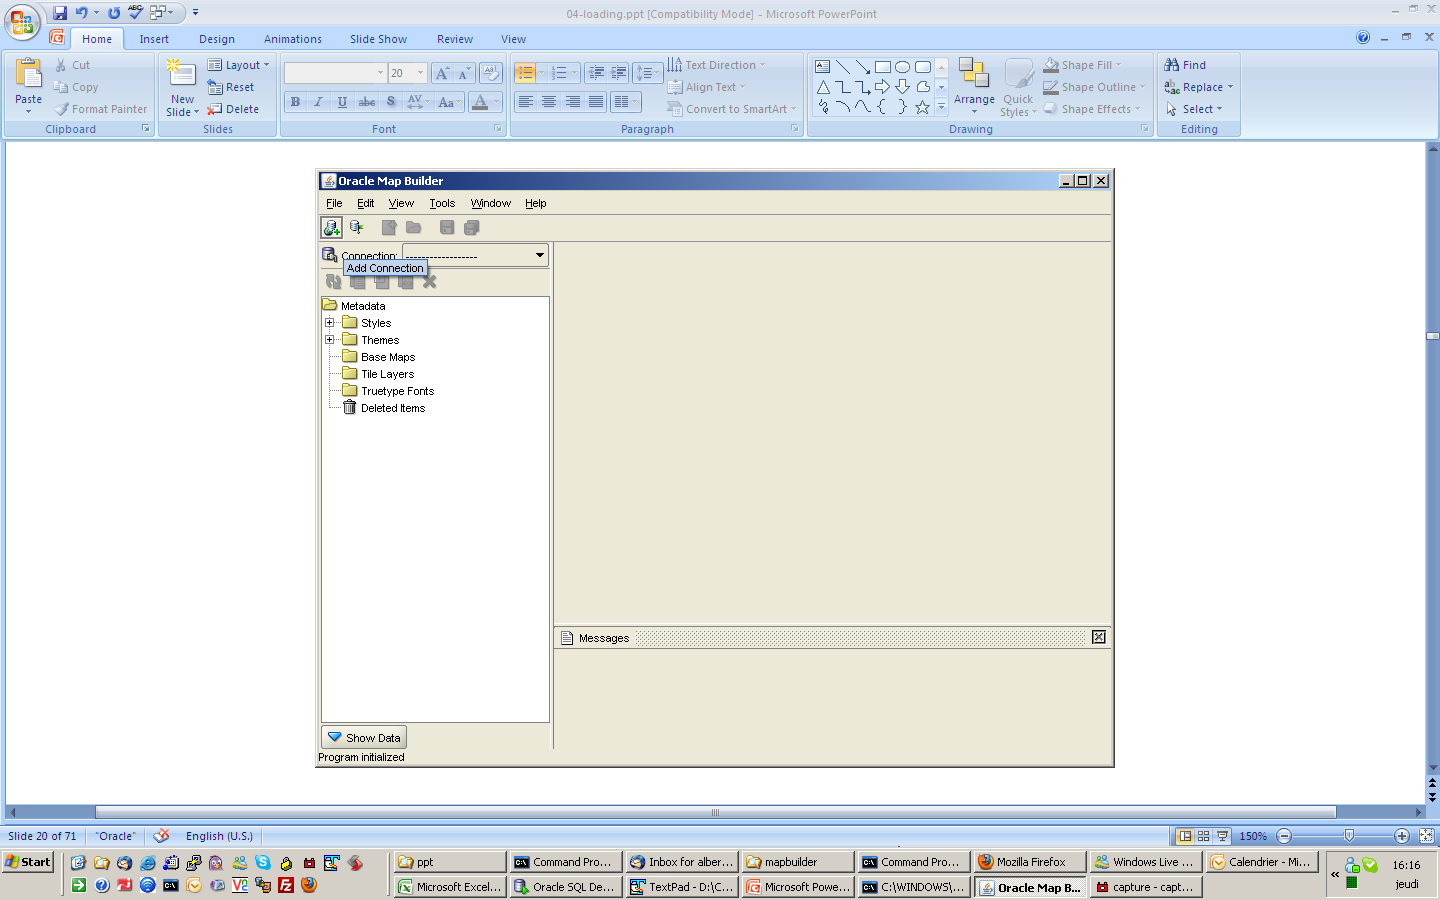 04-loading.ppt [Compatibility Mode] - Microsoft PowerPoint
Home Insert Design Animations Slide Show Review View
Paste
Cut
Copy
Format Painter
Clipboard
New Slide
Layout
Reset
Delete
Slides
20
B I U abc S AV Aa A
Font
Text Direction
Align Text
Convert to SmartArt
Paragraph
Arrange
Quick Styles
Shape Fill
Shape Outline
Shape Effects
Drawing
Find
Replace
Select
Editing
Oracle Map Builder
File Edit View Tools Window Help
Connection: ------------------
Add Connection
Metadata
Styles
Themes
Base Maps
Tile Layers
Truetype Fonts
Deleted Items
Messages
Show Data
Program initialized
Slide 20 of 71 "Oracle" English (U.S.) 150%
Start
ppt Command Pro... Inbox for alber... mapbuilder Command Pro... Mozilla Firefox Windows Live ... Calendrier - Mi... 16:16
Microsoft Excel... Oracle SQL De... TextPad - D:\C... Microsoft Powe... C:\WINDOWS\... Oracle Map B... capture - capt... jeudi